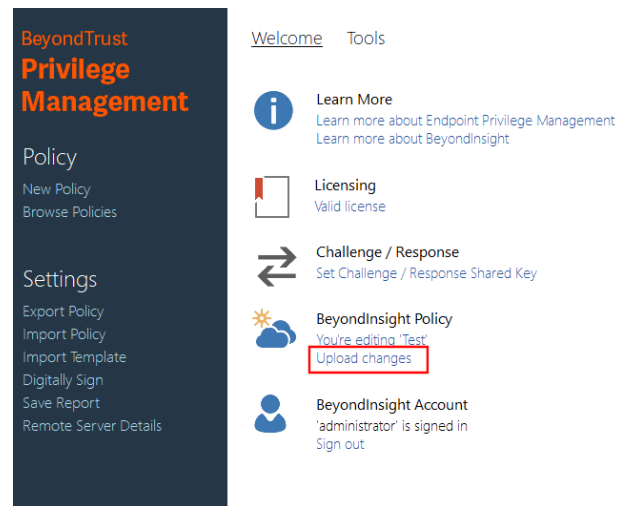 BeyondTrust
Privilege
Management
Policy
New Policy
Browse Policies
Settings
Export Policy
Import Policy
Import Template
Digitally Sign
Save Report
Remote Server Details
Welcome Tools
Learn More
Learn more about Endpoint Privilege Management
Learn more about BeyondInsight
Licensing
Valid license
Challenge / Response
Set Challenge / Response Shared Key
BeyondInsight Policy
You're editing 'Test'
Upload changes
BeyondInsight Account
'administrator' is signed in
Sign out